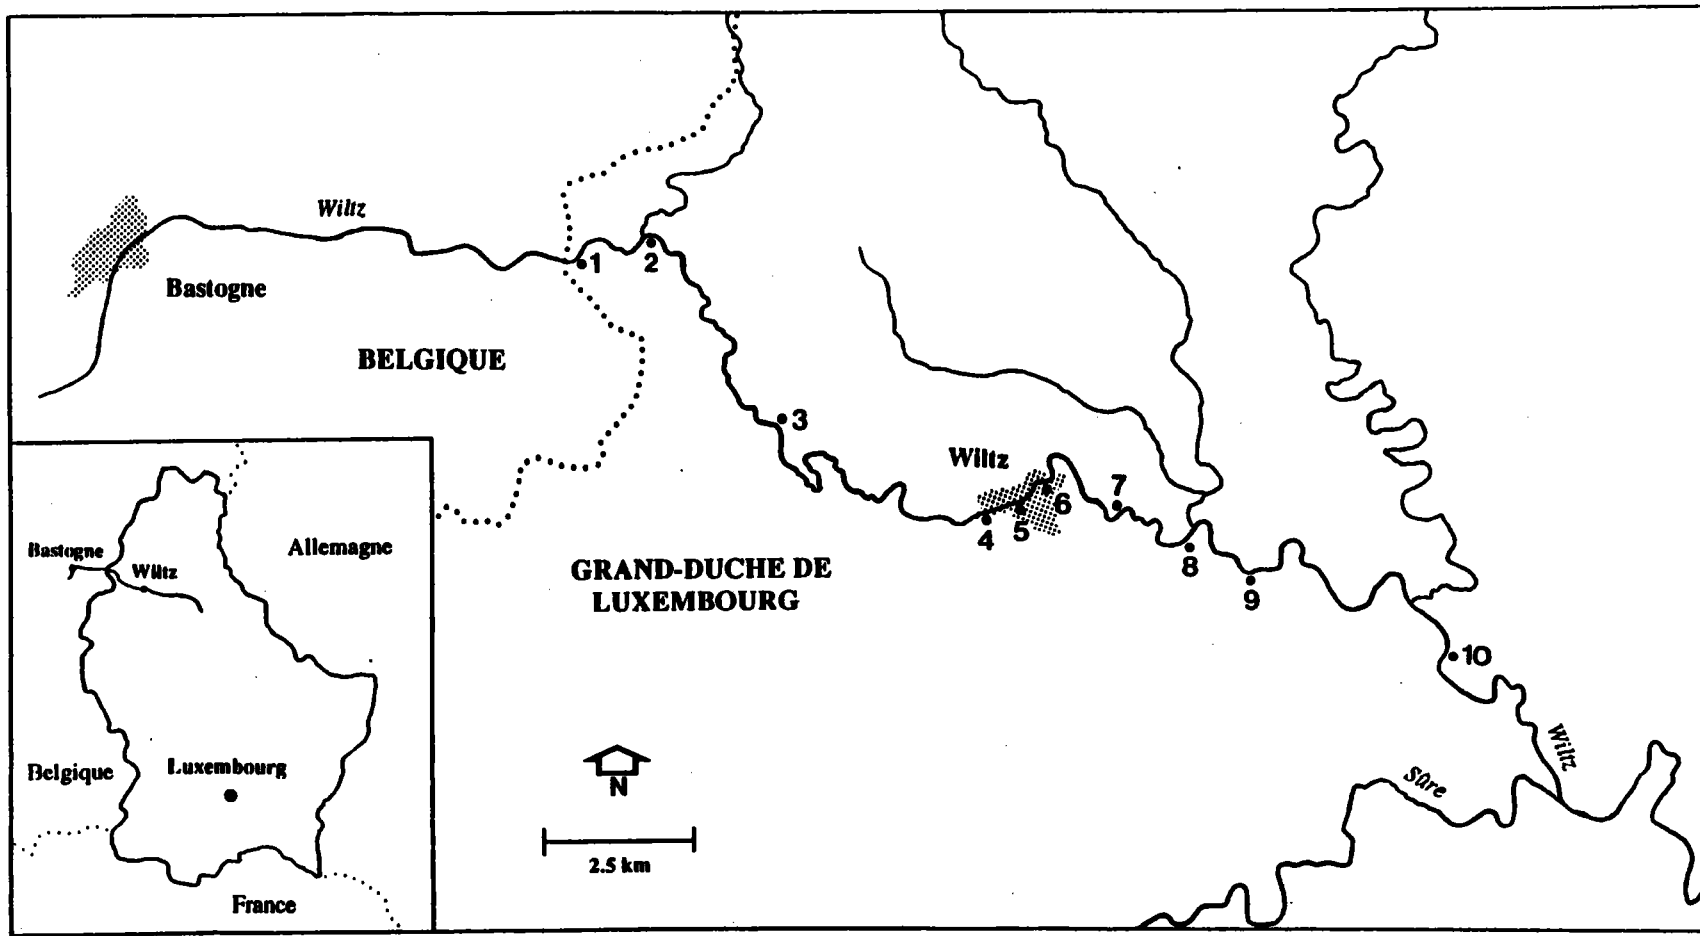 Wiltz
1
2
Bastogne
BELGIQUE
3
Wiltz
7
6
5
4
8
9
GRAND-DUCHE DE
LUXEMBOURG
10
Wiltz
Sûre
N
2.5 km
Bastogne
Wiltz
Allemagne
Belgique
Luxembourg
France